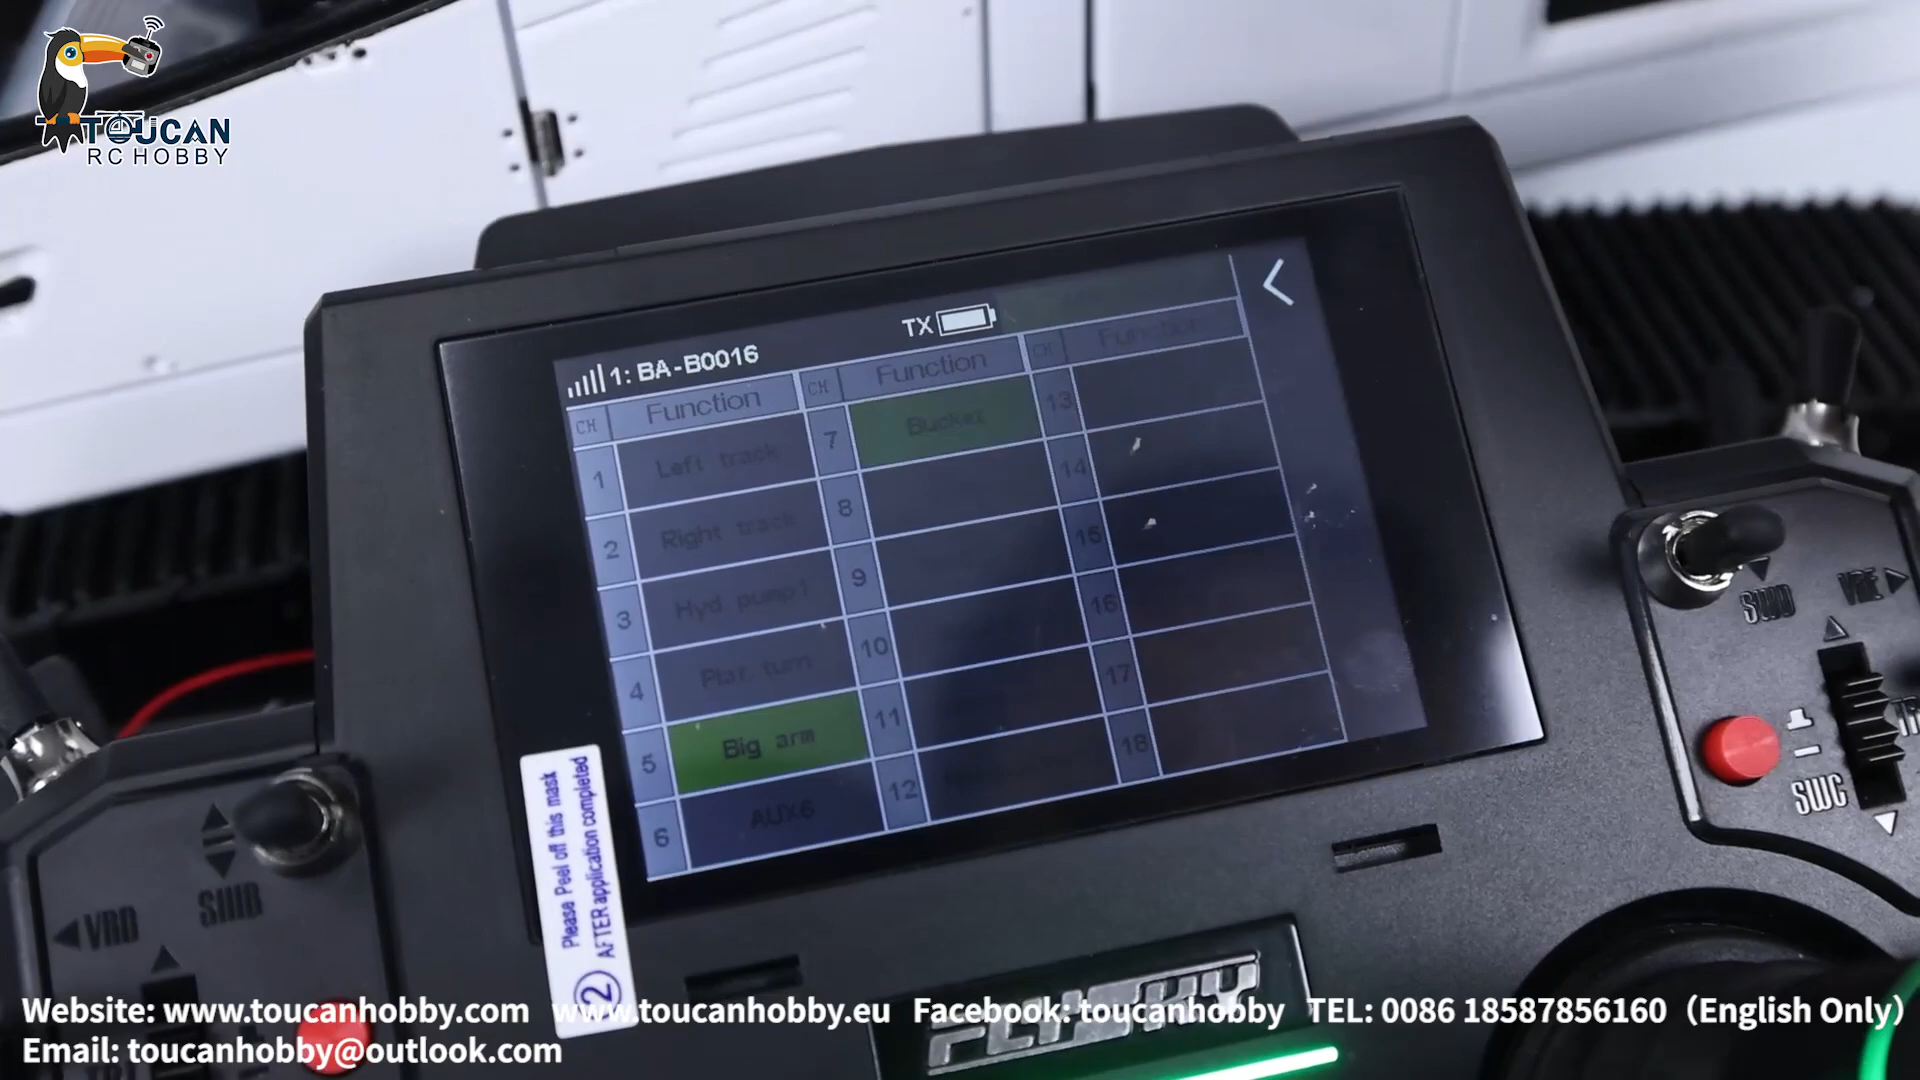 TOUCAN
RC HOBBY
TX
1: BA-B0016
CH Function CH Function CH Function
1 Left track 7 Bucket 13
2 Right track 8 14
3 Hyd pump1 9 15
4 Plat turn 10 16
5 Big arm 11 17
6 AUX6 12 18
Please Peel off this mask
AFTER application completed
2
SWB
VRD
SWD
VRE
SWC
FLYSKY
Website: www.toucanhobby.com www.toucanhobby.eu Facebook: toucanhobby TEL: 0086 18587856160 (English Only)
Email: toucanhobby@outlook.com